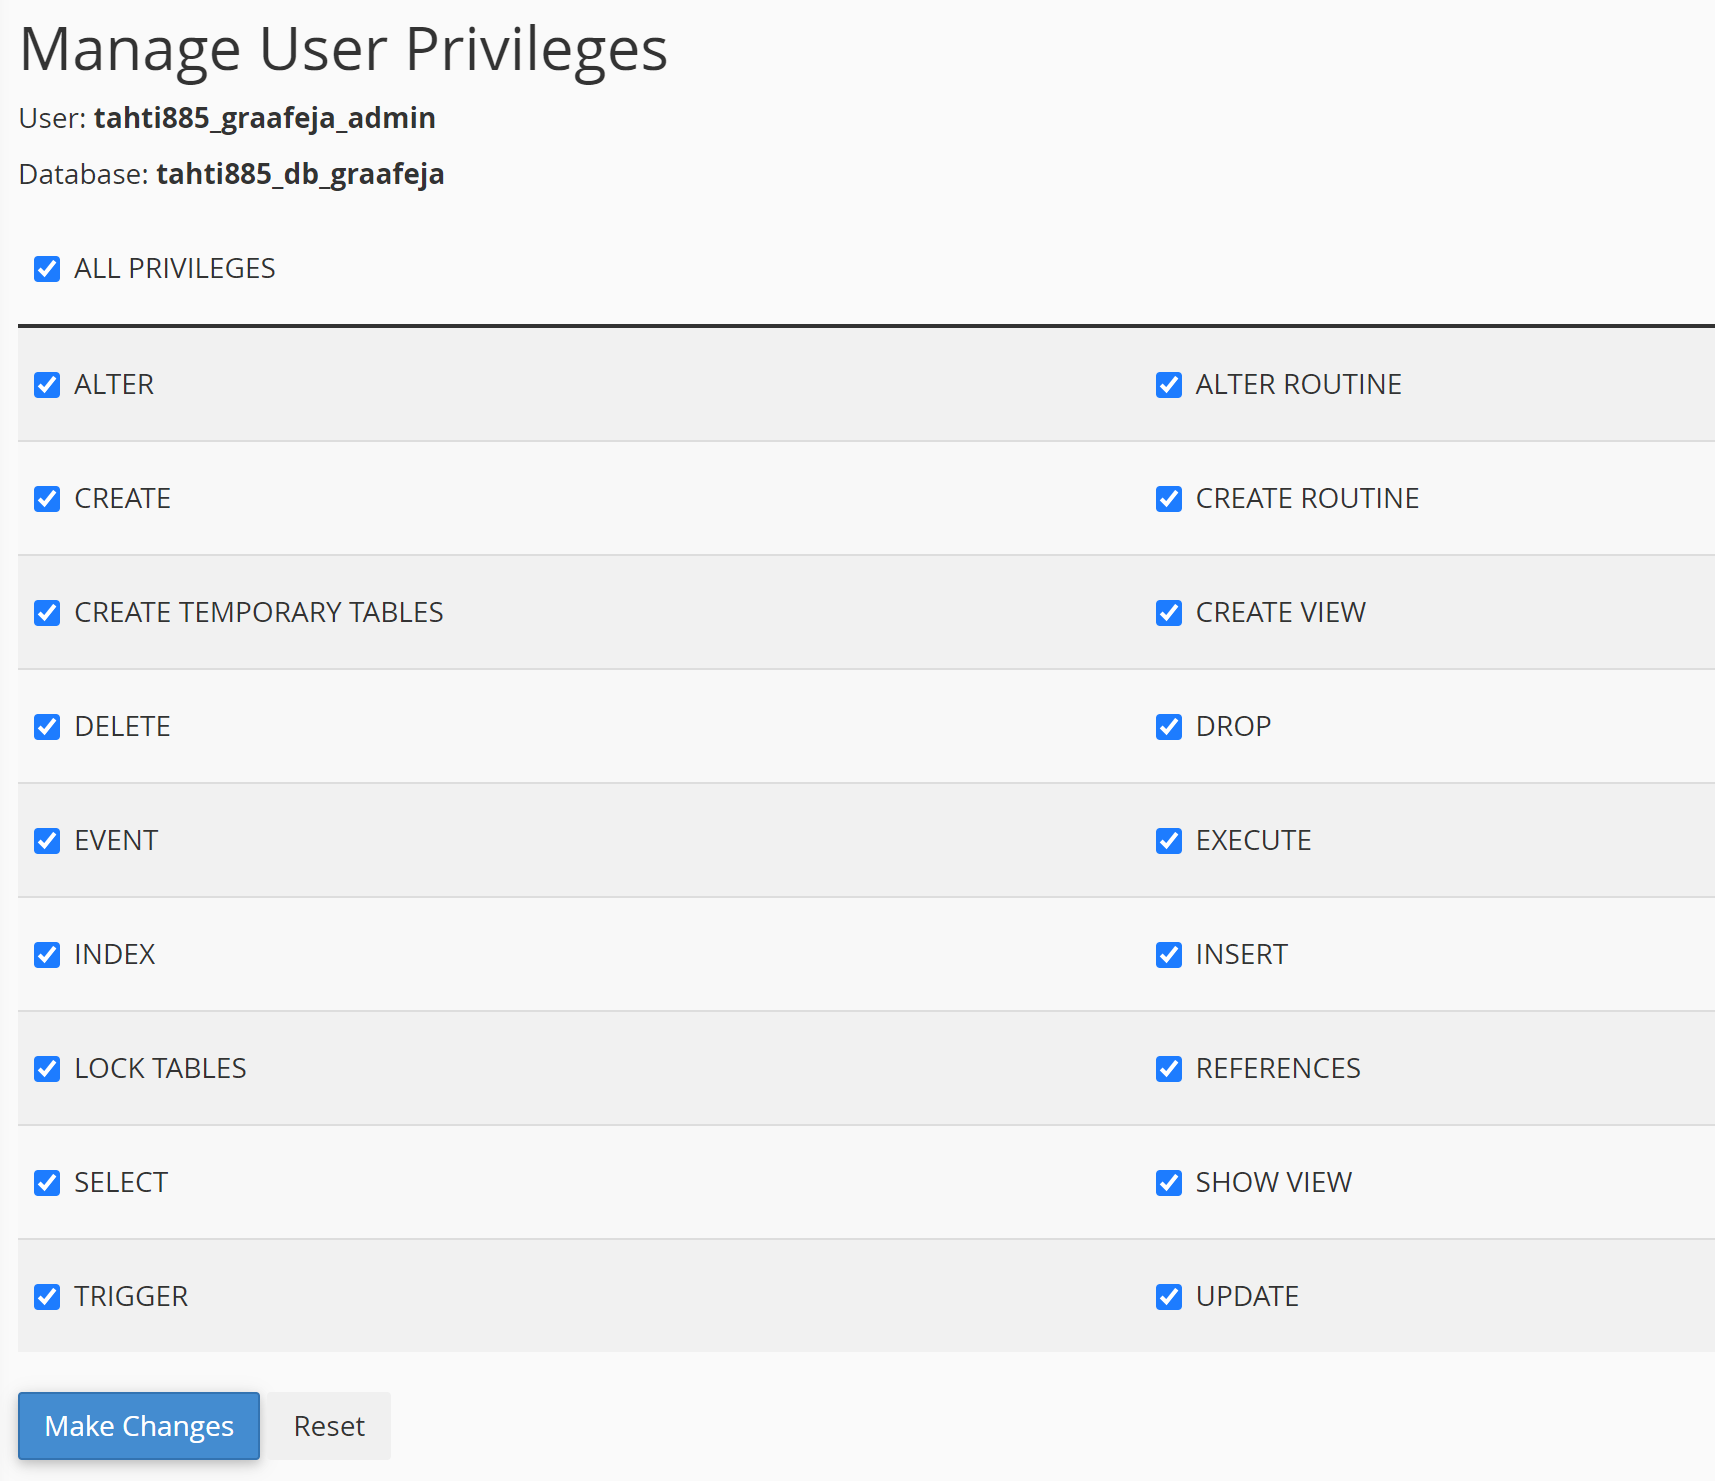 Manage User Privileges
User: tahti885_graafeja_admin
Database: tahti885_db_graafeja
ALL PRIVILEGES
ALTER ALTER ROUTINE
CREATE CREATE ROUTINE
CREATE TEMPORARY TABLES CREATE VIEW
DELETE DROP
EVENT EXECUTE
INDEX INSERT
LOCK TABLES REFERENCES
SELECT SHOW VIEW
TRIGGER UPDATE
Make Changes Reset